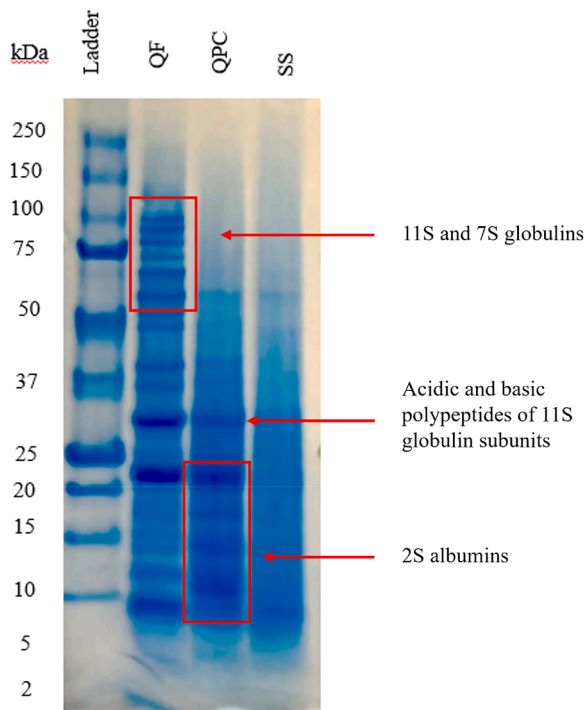 kDa
Ladder
QF
QPC
SS
250
150
100
75
50
37
25
20
15
10
5
2
11S and 7S globulins
Acidic and basic
polypeptides of 11S
globulin subunits
2S albumins